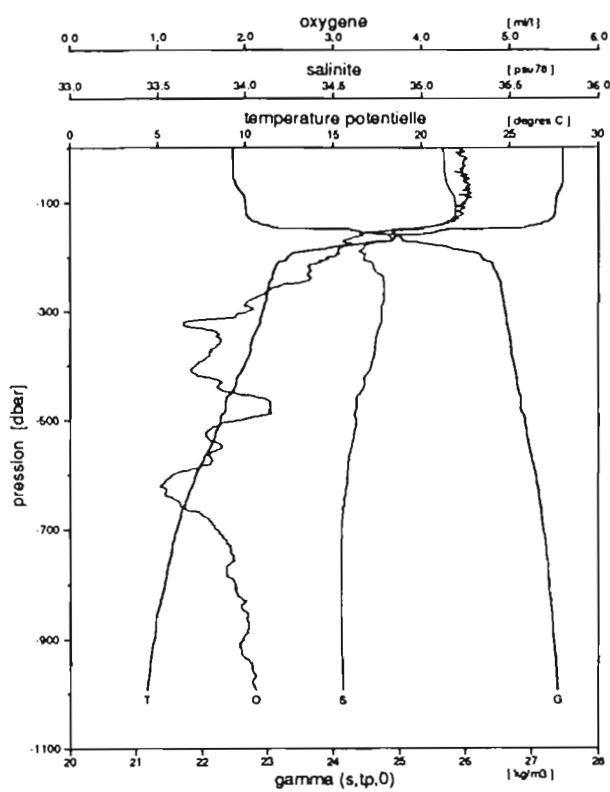 oxygene [ ml/l ]
0.0 1.0 2.0 3.0 4.0 5.0 6.0
salinite [ psu 78 ]
33.0 33.5 34.0 34.5 35.0 35.5 36.0
temperature potentielle [ degres C ]
0 5 10 15 20 25 30
-100
-300
-500
-700
-900
-1100
pression [dbar]
T O S G
20 21 22 23 24 25 26 27 28
gamma (s,tp,0) [ kg/m3 ]